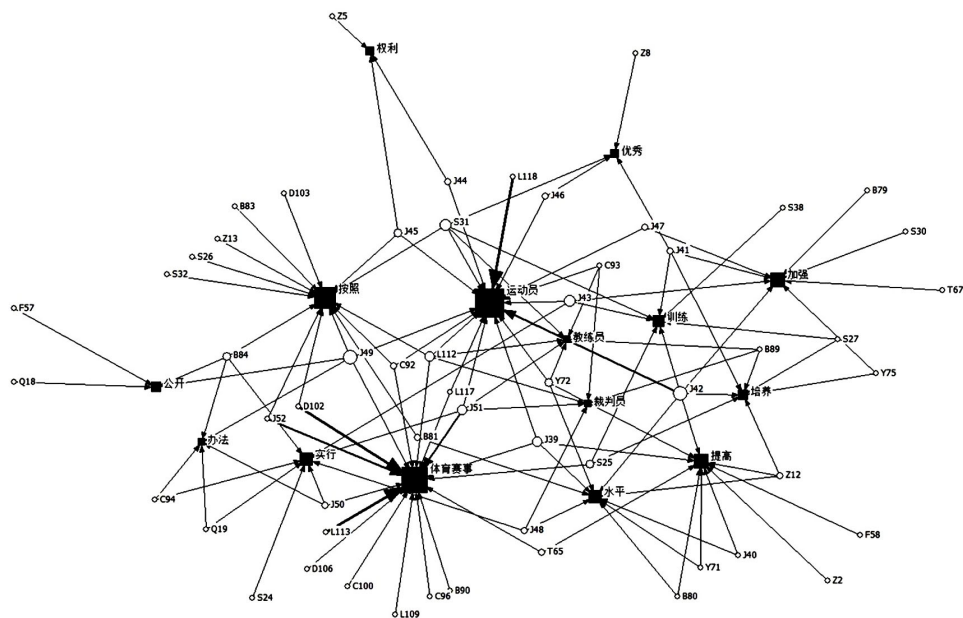 Z5
权利
Z8
优秀
J44
L118
J46
D103
B83
S31
B79
S38
J45
J47
S30
Z13
S26
C93
J41
S32
加强
T67
按照
运动员
J43
F57
训练
教练员
S27
B84
J49
L112
B89
C92
Y72
Y75
Q18
公开
L117
J42
培养
裁判员
D102
J51
J52
B81
办法
J39
实行
体育赛事
S25
提高
Z12
水平
C94
J50
Q19
L113
J48
F58
T65
J40
D106
Y71
Z2
C100
B90
S24
C96
B80
L109